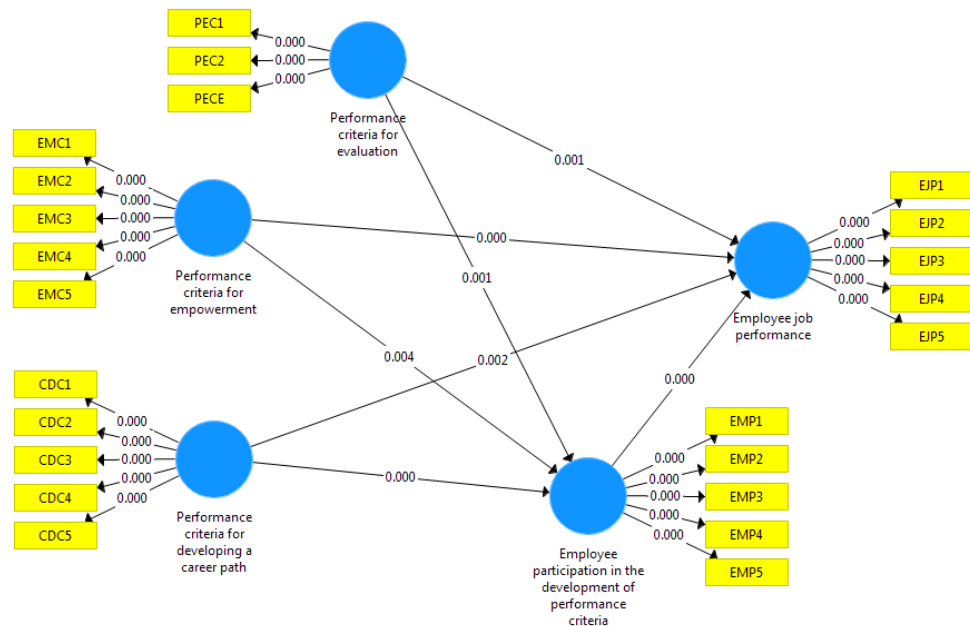 PEC1
0.000
PEC2
0.000
PECE
0.000
Performance
criteria for
evaluation
0.001
0.001
EMC1
0.000
EMC2
0.000
EMC3
0.000
EMC4
0.000
EMC5
0.000
Performance
criteria for
empowerment
0.000
0.004
EJP1
0.000
EJP2
0.000
EJP3
0.000
EJP4
0.000
EJP5
0.000
Employee job
performance
CDC1
0.000
CDC2
0.000
CDC3
0.000
CDC4
0.000
CDC5
0.000
Performance
criteria for
developing a
career path
0.002
0.000
0.000
EMP1
0.000
EMP2
0.000
EMP3
0.000
EMP4
0.000
EMP5
0.000
Employee
participation in the
development of
performance
criteria